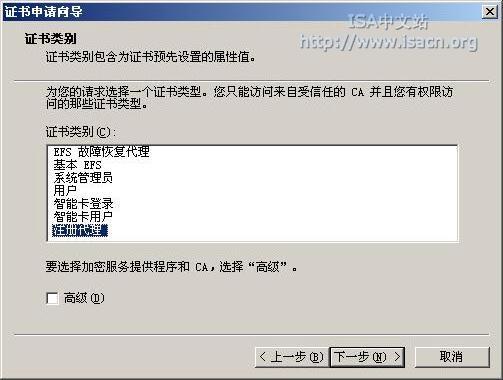 证书申请向导
ISA中文站
http://www.isacn.org
证书类别
证书类别包含为证书预先设置的属性值。
为您的请求选择一个证书类型。您只能访问来自受信任的 CA 并且您有权限访
问的那些证书类型。
证书类别(C):
EFS 故障恢复代理
基本 EFS
系统管理员
用户
智能卡登录
智能卡用户
注册代理
要选择加密服务提供程序和 CA，选择“高级”。
高级(D)
< 上一步(B) 下一步(N) > 取消